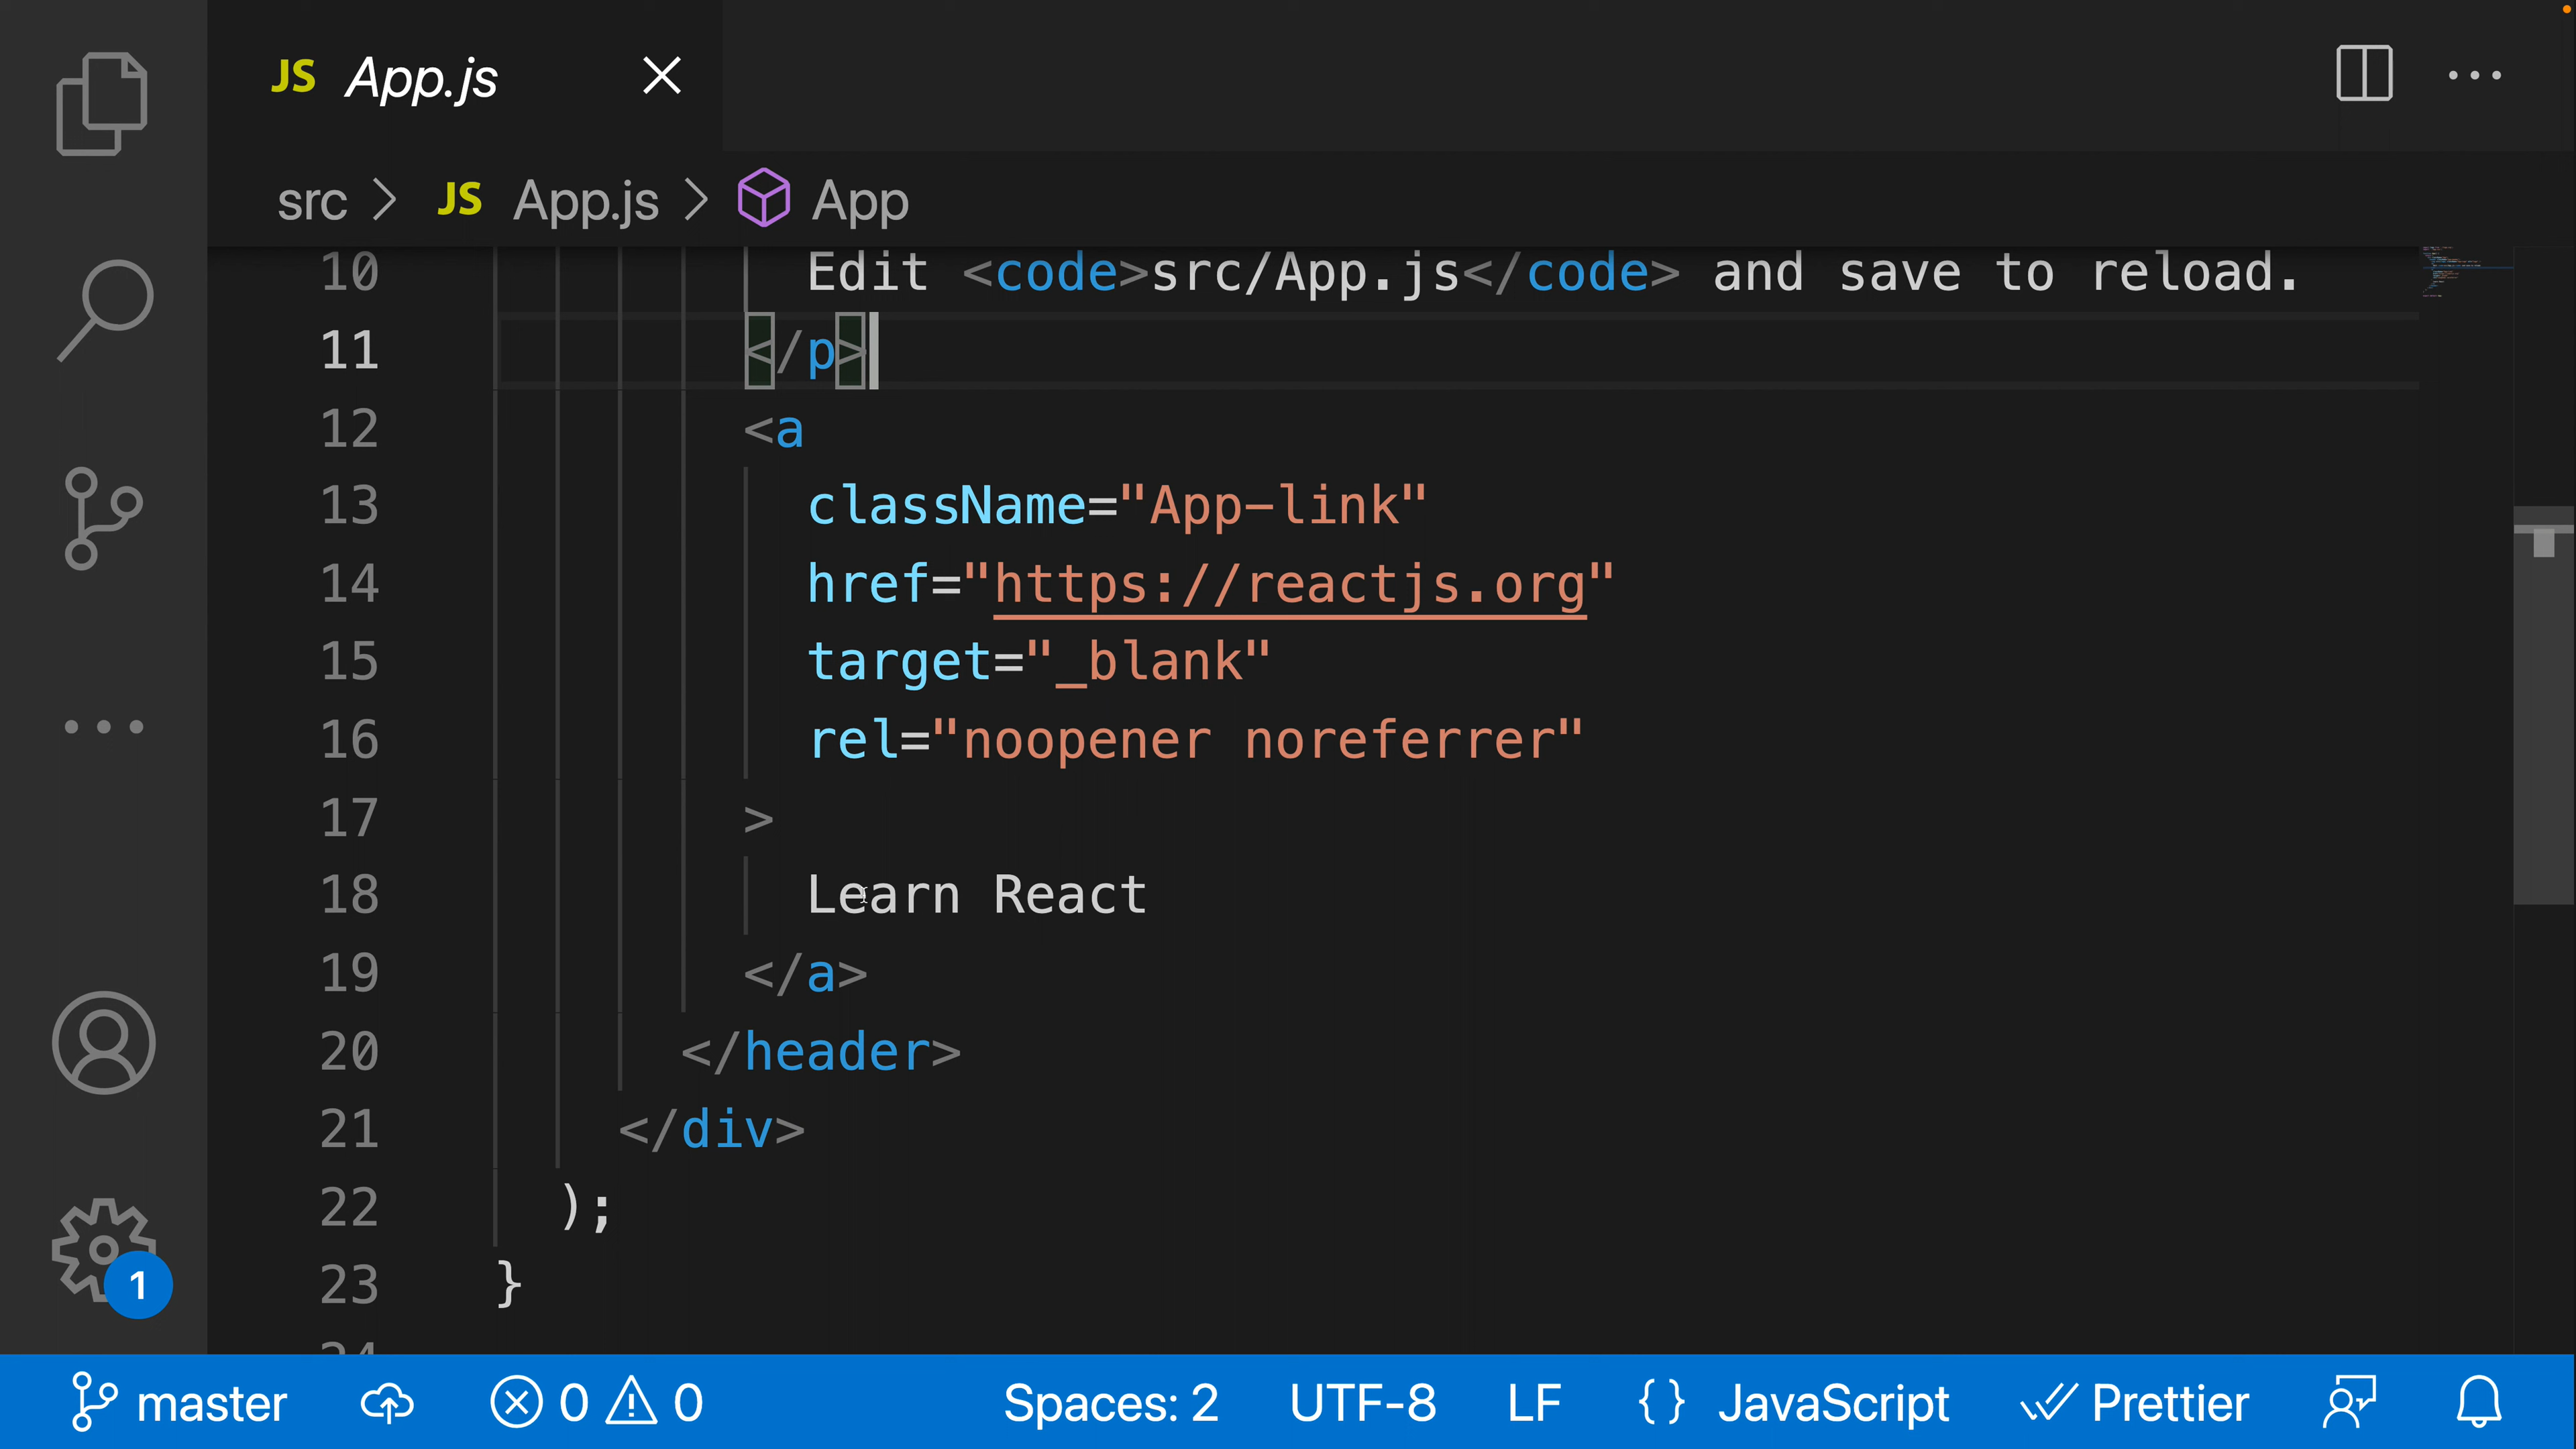 JS App.js
src > JS App.js > App
10 Edit <code>src/App.js</code> and save to reload.
11 </p>
12 <a
13 className="App-link"
14 href="https://reactjs.org"
15 target="_blank"
16 rel="noopener noreferrer"
17 >
18 Learn React
19 </a>
20 </header>
21 </div>
22 );
23 }
1
master 0 0 Spaces: 2 UTF-8 LF {} JavaScript Prettier